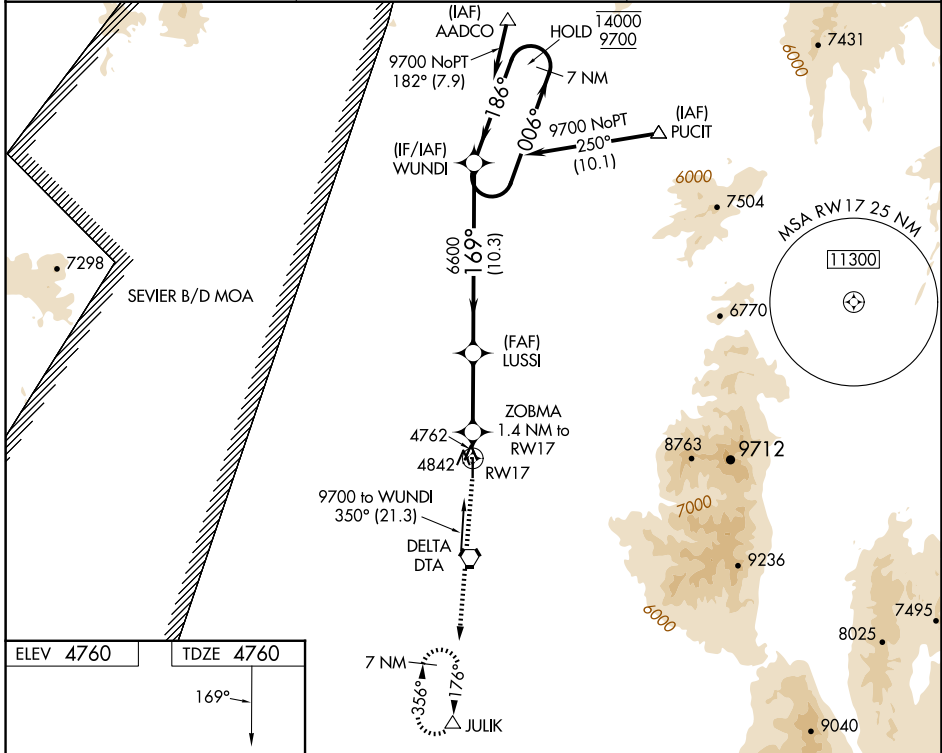 (IAF)
AADCO
HOLD
14000
9700
7431
6000
9700 NoPT
182° (7.9)
7 NM
186°
006°
(IAF)
PUCIT
9700 NoPT
250°
(10.1)
(IF/IAF)
WUNDI
6000
7504
MSA RW17 25 NM
11300
7298
SEVIER B/D MOA
6600
169°
(10.3)
6770
(FAF)
LUSSI
ZOBMA
1.4 NM to
RW17
4762
4842
RW17
8763
9712
9700 to WUNDI
350° (21.3)
7000
DELTA
DTA
9236
6000
7495
8025
ELEV 4760
TDZE 4760
169°
7 NM
356°
176°
JULIK
9040